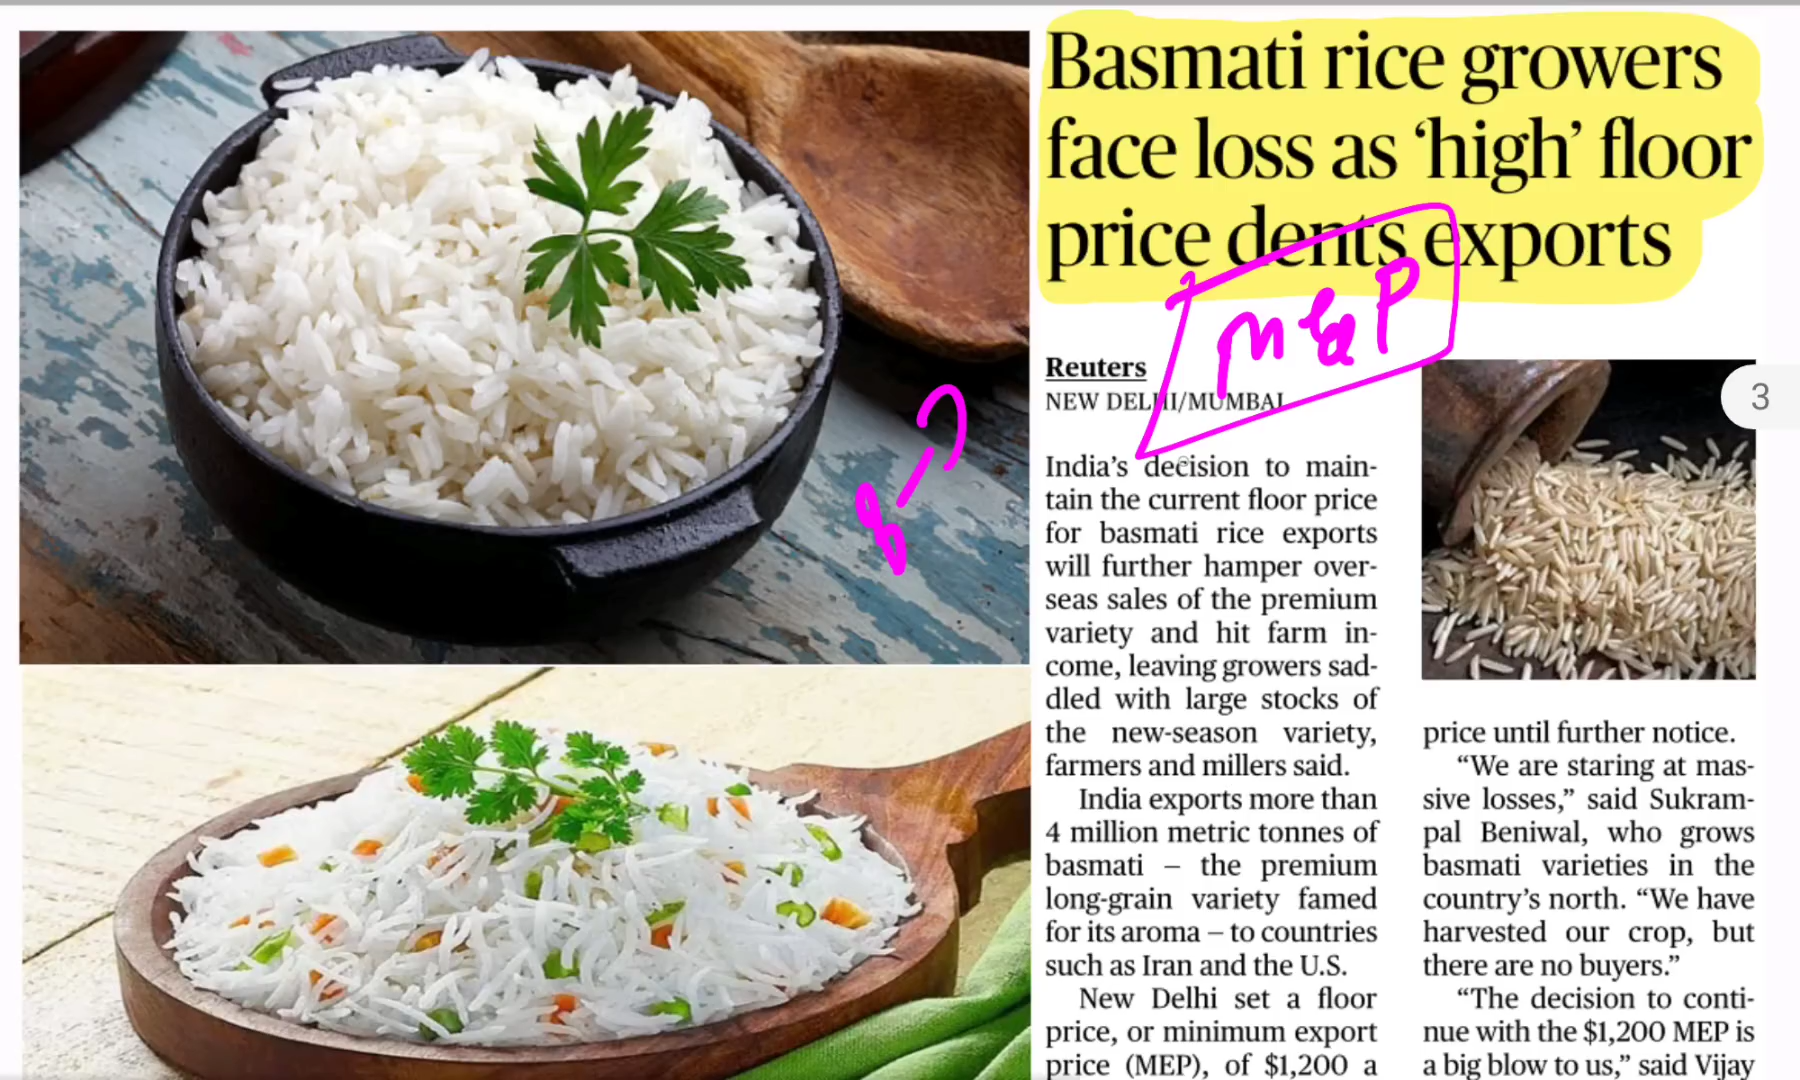 Basmati rice growers
face loss as ‘high’ floor
price dents exports
MEP
Reuters
NEW DELHI/MUMBAI
India’s decision to main-
tain the current floor price
for basmati rice exports
will further hamper over-
seas sales of the premium
variety and hit farm in-
come, leaving growers sad-
dled with large stocks of
the new-season variety,
farmers and millers said.
India exports more than
4 million metric tonnes of
basmati – the premium
long-grain variety famed
for its aroma – to countries
such as Iran and the U.S.
New Delhi set a floor
price, or minimum export
price (MEP), of $1,200 a
3
price until further notice.
“We are staring at mas-
sive losses,” said Sukram-
pal Beniwal, who grows
basmati varieties in the
country’s north. “We have
harvested our crop, but
there are no buyers.”
“The decision to conti-
nue with the $1,200 MEP is
a big blow to us,” said Vijay